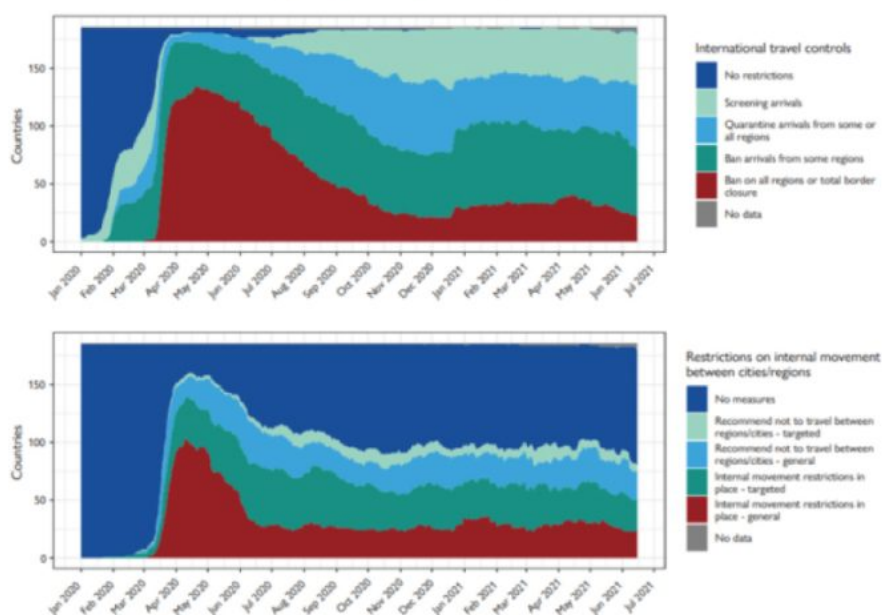 International travel controls
No restrictions
Screening arrivals
Quarantine arrivals from some or
all regions
Ban arrivals from some regions
Ban on all regions or total border
closure
No data
Countries
150
100
50
0
Jan 2020
Feb 2020
Mar 2020
Apr 2020
May 2020
Jun 2020
Jul 2020
Aug 2020
Sep 2020
Oct 2020
Nov 2020
Dec 2020
Jan 2021
Feb 2021
Mar 2021
Apr 2021
May 2021
Jun 2021
Jul 2021
Restrictions on internal movement
between cities/regions
No measures
Recommend not to travel between
regions/cities - targeted
Recommend not to travel between
regions/cities - general
Internal movement restrictions in
place - targeted
Internal movement restrictions in
place - general
No data
Countries
150
100
50
0
Jan 2020
Feb 2020
Mar 2020
Apr 2020
May 2020
Jun 2020
Jul 2020
Aug 2020
Sep 2020
Oct 2020
Nov 2020
Dec 2020
Jan 2021
Feb 2021
Mar 2021
Apr 2021
May 2021
Jun 2021
Jul 2021